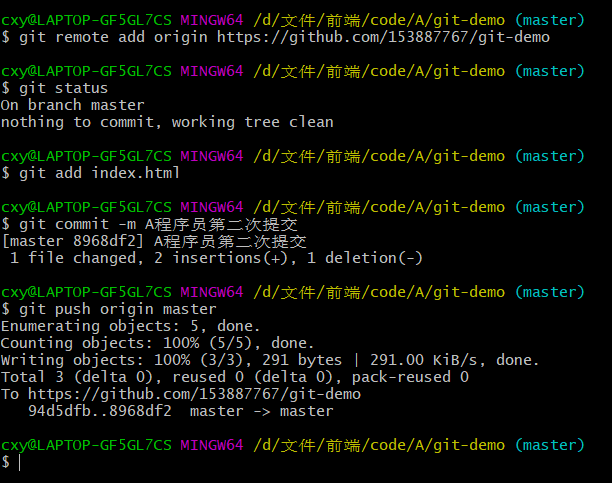 cxy@LAPTOP-GF5GL7CS MINGW64 /d/文件/前端/code/A/git-demo (master)
$ git remote add origin https://github.com/153887767/git-demo
cxy@LAPTOP-GF5GL7CS MINGW64 /d/文件/前端/code/A/git-demo (master)
$ git status
On branch master
nothing to commit, working tree clean
cxy@LAPTOP-GF5GL7CS MINGW64 /d/文件/前端/code/A/git-demo (master)
$ git add index.html
cxy@LAPTOP-GF5GL7CS MINGW64 /d/文件/前端/code/A/git-demo (master)
$ git commit -m A程序员第二次提交
[master 8968df2] A程序员第二次提交
 1 file changed, 2 insertions(+), 1 deletion(-)
cxy@LAPTOP-GF5GL7CS MINGW64 /d/文件/前端/code/A/git-demo (master)
$ git push origin master
Enumerating objects: 5, done.
Counting objects: 100% (5/5), done.
Writing objects: 100% (3/3), 291 bytes | 291.00 KiB/s, done.
Total 3 (delta 0), reused 0 (delta 0), pack-reused 0
To https://github.com/153887767/git-demo
   94d5dfb..8968df2  master -> master
cxy@LAPTOP-GF5GL7CS MINGW64 /d/文件/前端/code/A/git-demo (master)
$